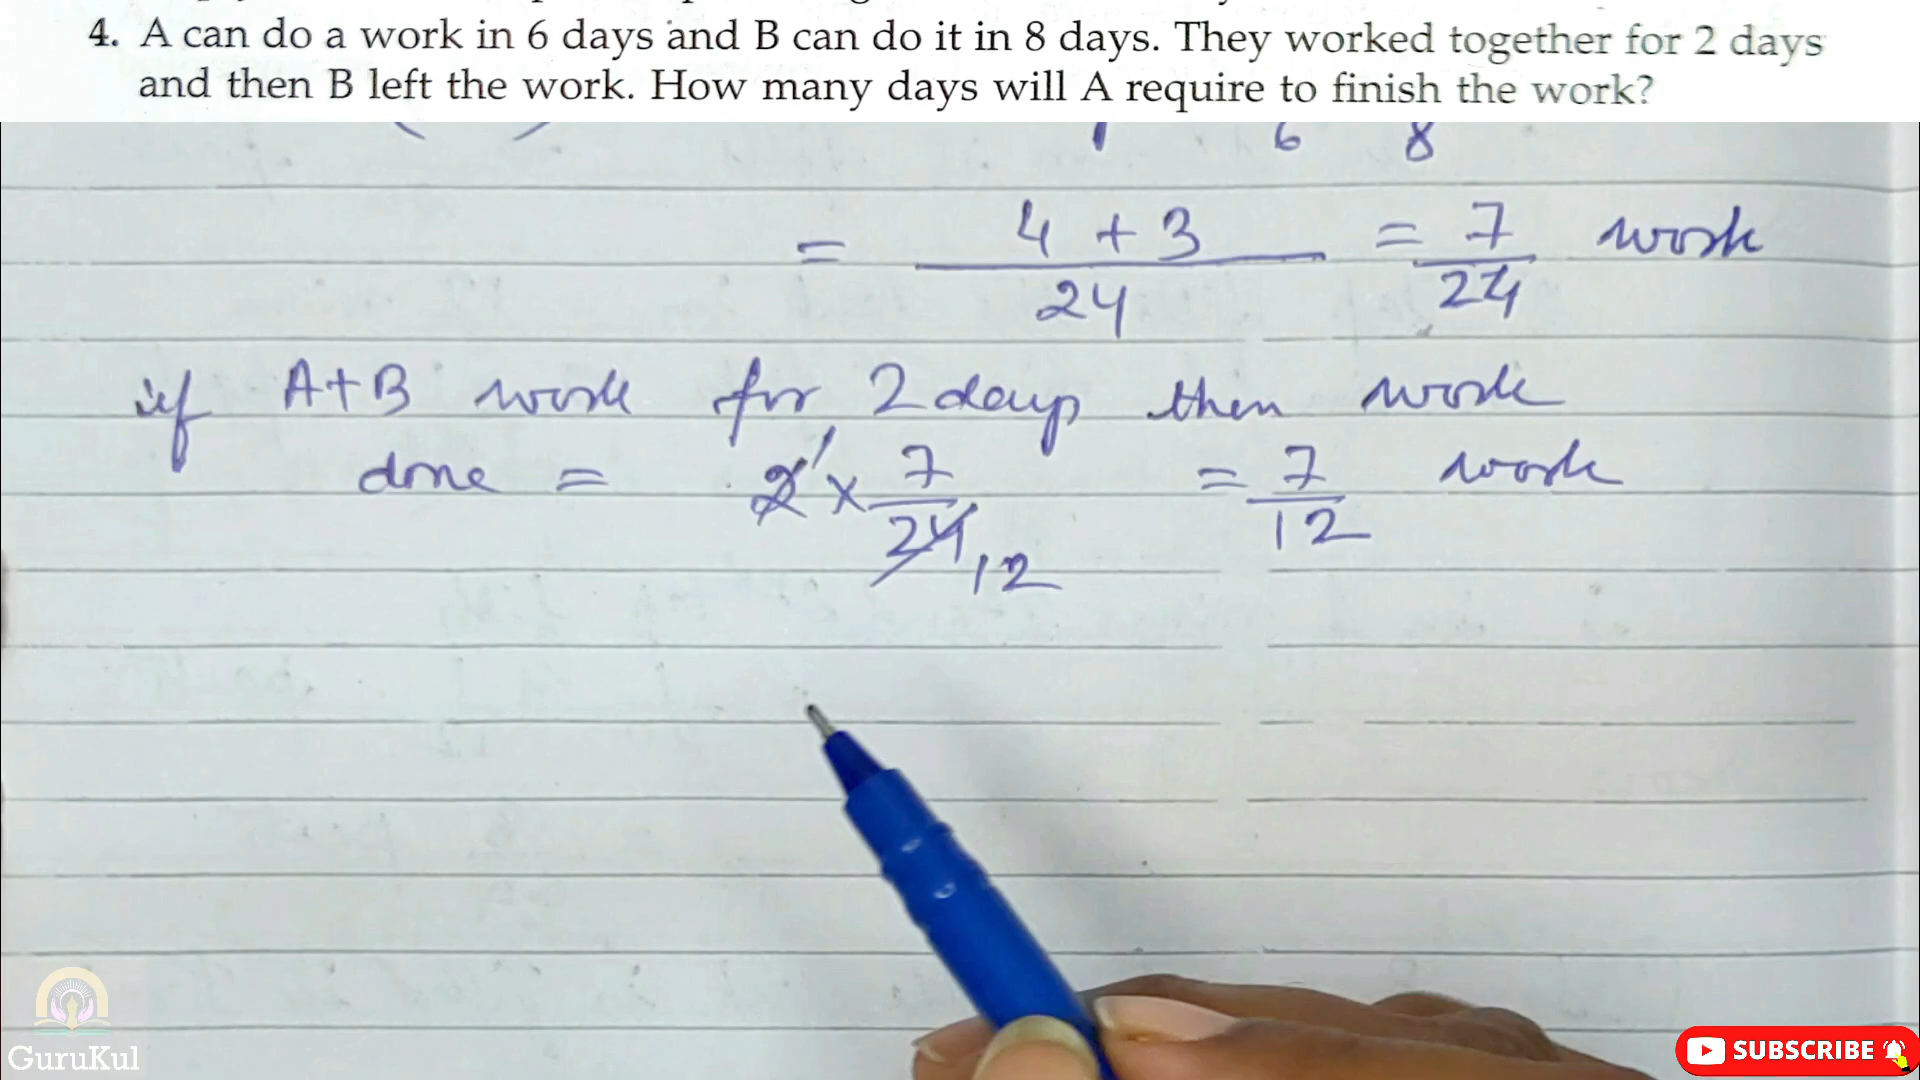 4. A can do a work in 6 days and B can do it in 8 days. They worked together for 2 days
and then B left the work. How many days will A require to finish the work?
6 8
= 4 + 3 / 24 = 7 / 24 work
if A+B work for 2 days then work
done = 2 1 × 7 / 24 12 = 7 / 12 work
GuruKul
SUBSCRIBE